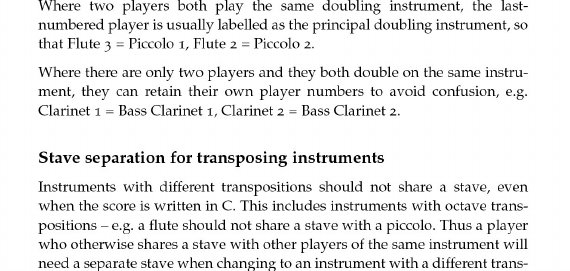 Where two players both play the same doubling instrument, the last-
numbered player is usually labelled as the principal doubling instrument, so
that Flute 3 = Piccolo 1, Flute 2 = Piccolo 2.
Where there are only two players and they both double on the same instru-
ment, they can retain their own player numbers to avoid confusion, e.g.
Clarinet 1 = Bass Clarinet 1, Clarinet 2 = Bass Clarinet 2.
Stave separation for transposing instruments
Instruments with different transpositions should not share a stave, even
when the score is written in C. This includes instruments with octave trans-
positions – e.g. a flute should not share a stave with a piccolo. Thus a player
who otherwise shares a stave with other players of the same instrument will
need a separate stave when changing to an instrument with a different trans-